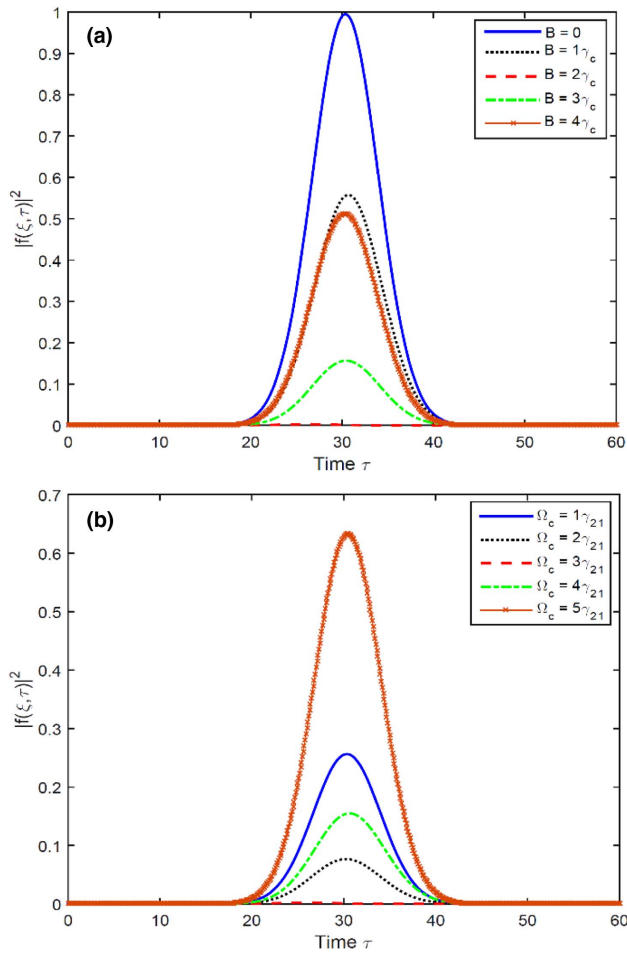 (a)
B = 0
B = 1γc
B = 2γc
B = 3γc
B = 4γc
1
0.9
0.8
0.7
0.6
0.5
0.4
0.3
0.2
0.1
0
|f(ξ,τ)|²
0 10 20 30 40 50 60
Time τ
(b)
Ωc = 1γ21
Ωc = 2γ21
Ωc = 3γ21
Ωc = 4γ21
Ωc = 5γ21
0.7
0.6
0.5
0.4
0.3
0.2
0.1
0
|f(ξ,τ)|²
0 10 20 30 40 50 60
Time τ